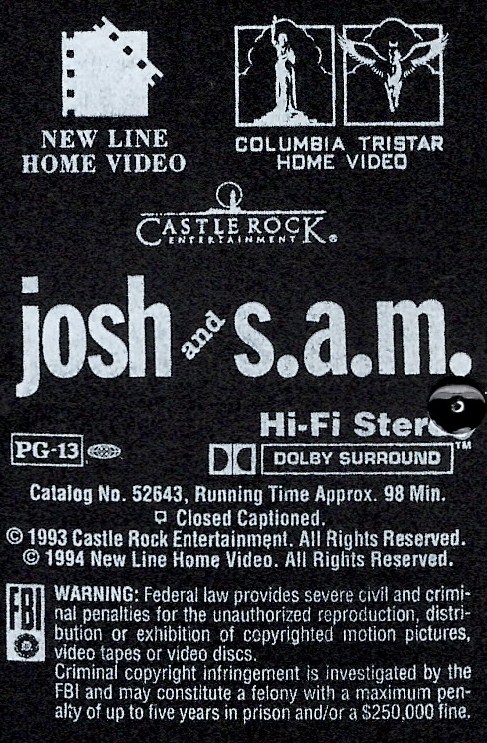 NEW LINE
HOME VIDEO
COLUMBIA TRISTAR
HOME VIDEO
CASTLE ROCK
ENTERTAINMENT
josh and s.a.m.
Hi-Fi
DOLBY SURROUND ™
PG-13
Catalog No. 52643, Running Time Approx. 98 Min.
Closed Captioned.
© 1993 Castle Rock Entertainment. All Rights Reserved.
© 1994 New Line Home Video. All Rights Reserved.
FBI
WARNING: Federal law provides severe civil and crimi-
nal penalties for the unauthorized reproduction, distri-
bution or exhibition of copyrighted motion pictures,
video tapes or video discs.
Criminal copyright infringement is investigated by the
FBI and may constitute a felony with a maximum pen-
alty of up to five years in prison and/or a $250,000 fine.